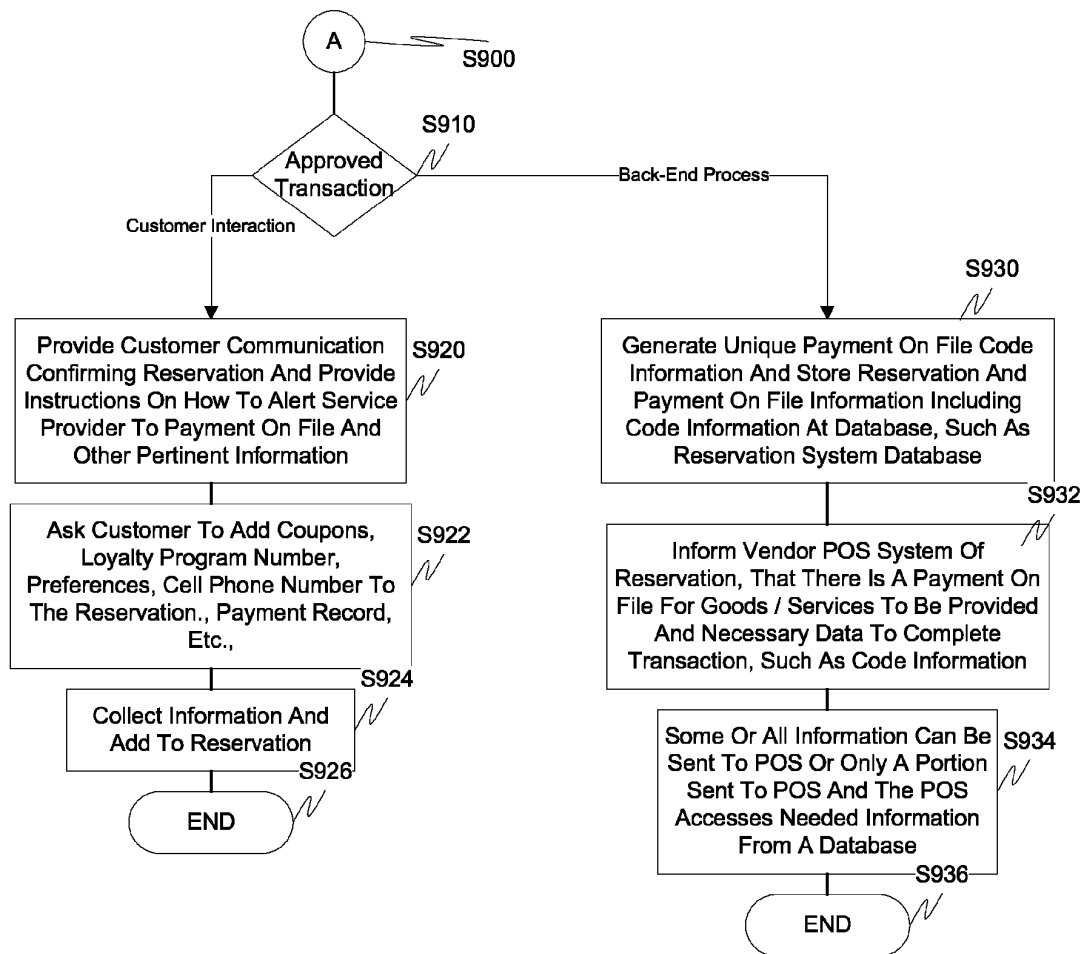 A
S900
S910
Approved
Transaction
Back-End Process
Customer Interaction
S930
Provide Customer Communication
Confirming Reservation And Provide
Instructions On How To Alert Service
Provider To Payment On File And
Other Pertinent Information
S920
Generate Unique Payment On File Code
Information And Store Reservation And
Payment On File Information Including
Code Information At Database, Such As
Reservation System Database
S932
Ask Customer To Add Coupons,
Loyalty Program Number,
Preferences, Cell Phone Number To
The Reservation., Payment Record,
Etc.,
S922
Inform Vendor POS System Of
Reservation, That There Is A Payment On
File For Goods / Services To Be Provided
And Necessary Data To Complete
Transaction, Such As Code Information
S924
Collect Information And
Add To Reservation
S926
END
Some Or All Information Can Be
Sent To POS Or Only A Portion
Sent To POS And The POS
Accesses Needed Information
From A Database
S934
S936
END